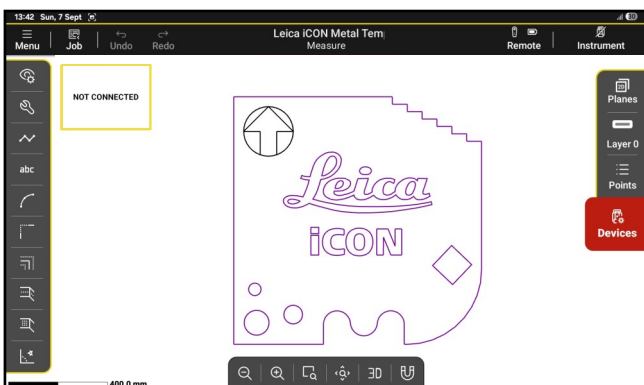 13:42 Sun, 7 Sept
Menu
Job
Undo
Redo
Leica iCON Metal Tem
Measure
Remote
Instrument
NOT CONNECTED
abc
Leica
iCON
2D
Planes
Layer 0
Points
Devices
3D
400.0 mm